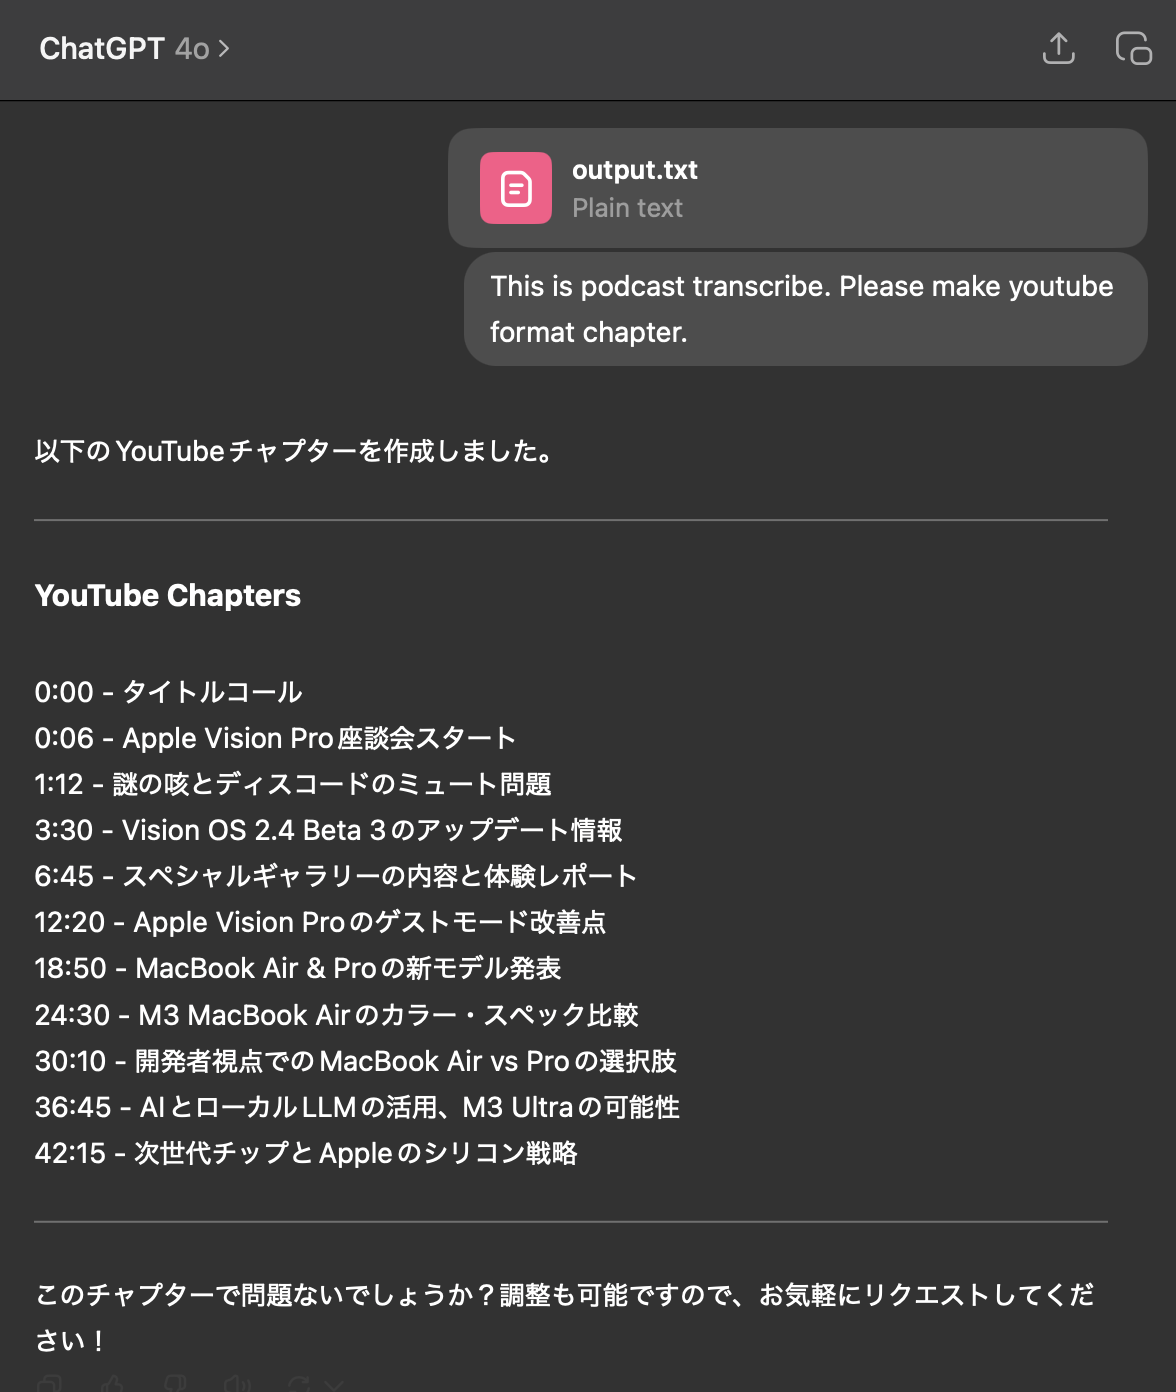 ChatGPT 4o
output.txt
Plain text
This is podcast transcribe. Please make youtube
format chapter.
以下のYouTubeチャプターを作成しました。
YouTube Chapters
0:00 - タイトルコール
0:06 - Apple Vision Pro座談会スタート
1:12 - 謎の咳とディスコードのミュート問題
3:30 - Vision OS 2.4 Beta 3のアップデート情報
6:45 - スペシャルギャラリーの内容と体験レポート
12:20 - Apple Vision Proのゲストモード改善点
18:50 - MacBook Air & Proの新モデル発表
24:30 - M3 MacBook Airのカラー・スペック比較
30:10 - 開発者視点でのMacBook Air vs Proの選択肢
36:45 - AIとローカルLLMの活用、M3 Ultraの可能性
42:15 - 次世代チップとAppleのシリコン戦略
このチャプターで問題ないでしょうか？調整も可能ですので、お気軽にリクエストしてくだ
さい！